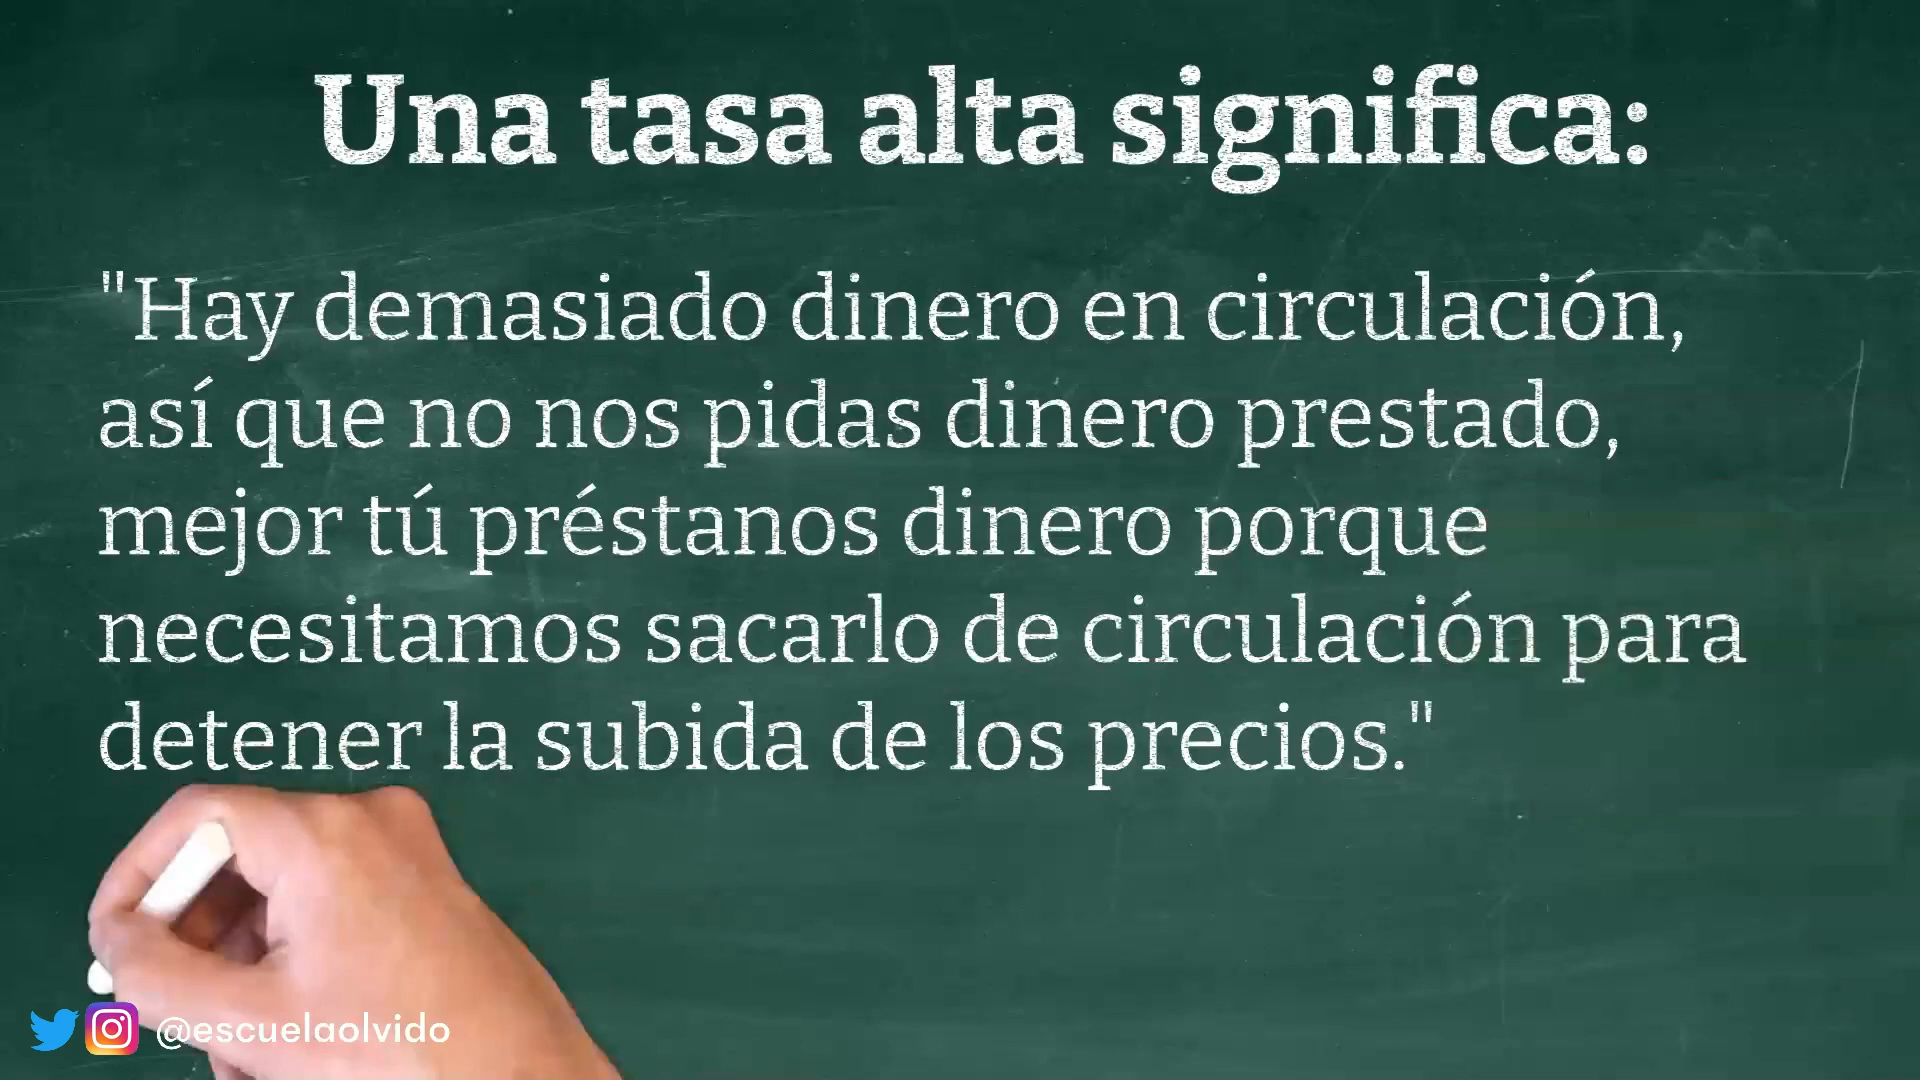 Una tasa alta significa:
"Hay demasiado dinero en circulación,
así que no nos pidas dinero prestado,
mejor tú préstanos dinero porque
necesitamos sacarlo de circulación para
detener la subida de los precios."
@escuelaolvido